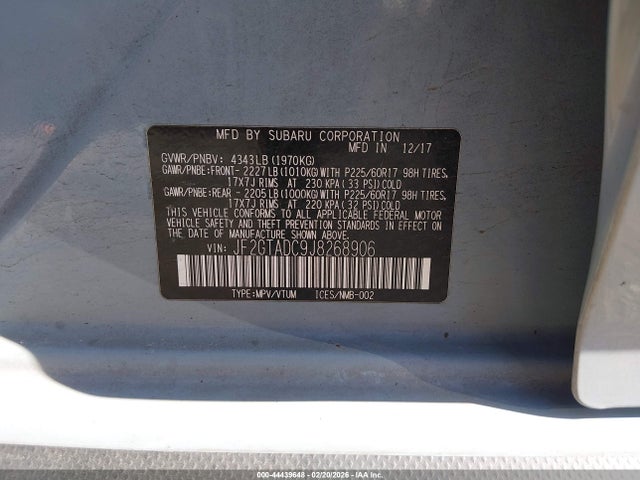 MFD BY SUBARU CORPORATION
MFD IN 12/17
GVWR/PNBV: 4343LB (1970KG)
GAWR/PNBE:FRONT- 2227LB(1010KG)WITH P225/60R17 98H TIRES,
17X7J RIMS AT 230 KPA(33 PSI)COLD
GAWR/PNBE:REAR- 2205LB(1000KG)WITH P225/60R17 98H TIRES,
17X7J RIMS AT 220 KPA(32 PSI)COLD
THIS VEHICLE CONFORMS TO ALL APPLICABLE FEDERAL MOTOR
VEHICLE SAFETY AND THEFT PREVENTION STANDARDS IN EFFECT ON
THE DATE OF MANUFACTURE SHOWN ABOVE.
VIN: JF2GTADC9J8268906
TYPE:MPV/VTUM ICES/NMB-002
000-44439648 - 02/20/2026 - IAA Inc.